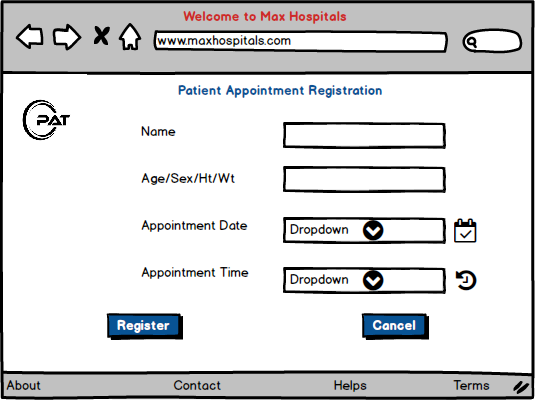 Welcome to Max Hospitals
www.maxhospitals.com
Patient Appointment Registration
PAT
Name
Age/Sex/Ht/Wt
Appointment Date
Dropdown
Appointment Time
Dropdown
Register
Cancel
About
Contact
Helps
Terms